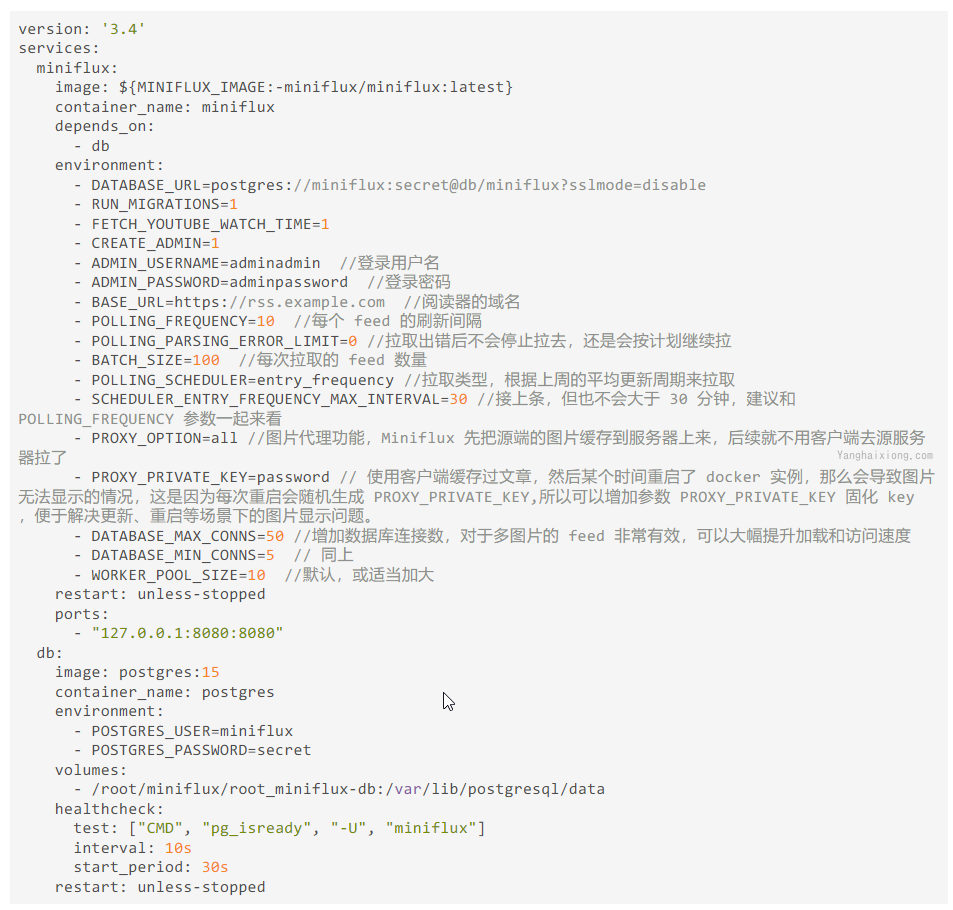 version: '3.4'
services:
  miniflux:
    image: ${MINIFLUX_IMAGE:-miniflux/miniflux:latest}
    container_name: miniflux
    depends_on:
      - db
    environment:
      - DATABASE_URL=postgres://miniflux:secret@db/miniflux?sslmode=disable
      - RUN_MIGRATIONS=1
      - FETCH_YOUTUBE_WATCH_TIME=1
      - CREATE_ADMIN=1
      - ADMIN_USERNAME=adminadmin  //登录用户名
      - ADMIN_PASSWORD=adminpassword  //登录密码
      - BASE_URL=https://rss.example.com  //阅读器的域名
      - POLLING_FREQUENCY=10  //每个 feed 的刷新间隔
      - POLLING_PARSING_ERROR_LIMIT=0 //拉取出错后不会停止拉去，还是会按计划继续拉
      - BATCH_SIZE=100  //每次拉取的 feed 数量
      - POLLING_SCHEDULER=entry_frequency //拉取类型，根据上周的平均更新周期来拉取
      - SCHEDULER_ENTRY_FREQUENCY_MAX_INTERVAL=30 //接上条，但也不会大于 30 分钟，建议和
POLLING_FREQUENCY 参数一起来看
      - PROXY_OPTION=all //图片代理功能，Miniflux 先把源端的图片缓存到服务器上来，后续就不用客户端去源服务
器拉了
Yanghaixiong.com
      - PROXY_PRIVATE_KEY=password // 使用客户端缓存过文章，然后某个时间重启了 docker 实例，那么会导致图片
无法显示的情况，这是因为每次重启会随机生成 PROXY_PRIVATE_KEY,所以可以增加参数 PROXY_PRIVATE_KEY 固化 key
，便于解决更新、重启等场景下的图片显示问题。
      - DATABASE_MAX_CONNS=50 //增加数据库连接数，对于多图片的 feed 非常有效，可以大幅提升加载和访问速度
      - DATABASE_MIN_CONNS=5  // 同上
      - WORKER_POOL_SIZE=10  //默认，或适当加大
    restart: unless-stopped
    ports:
      - "127.0.0.1:8080:8080"
  db:
    image: postgres:15
    container_name: postgres
    environment:
      - POSTGRES_USER=miniflux
      - POSTGRES_PASSWORD=secret
    volumes:
      - /root/miniflux/root_miniflux-db:/var/lib/postgresql/data
    healthcheck:
      test: ["CMD", "pg_isready", "-U", "miniflux"]
      interval: 10s
      start_period: 30s
    restart: unless-stopped